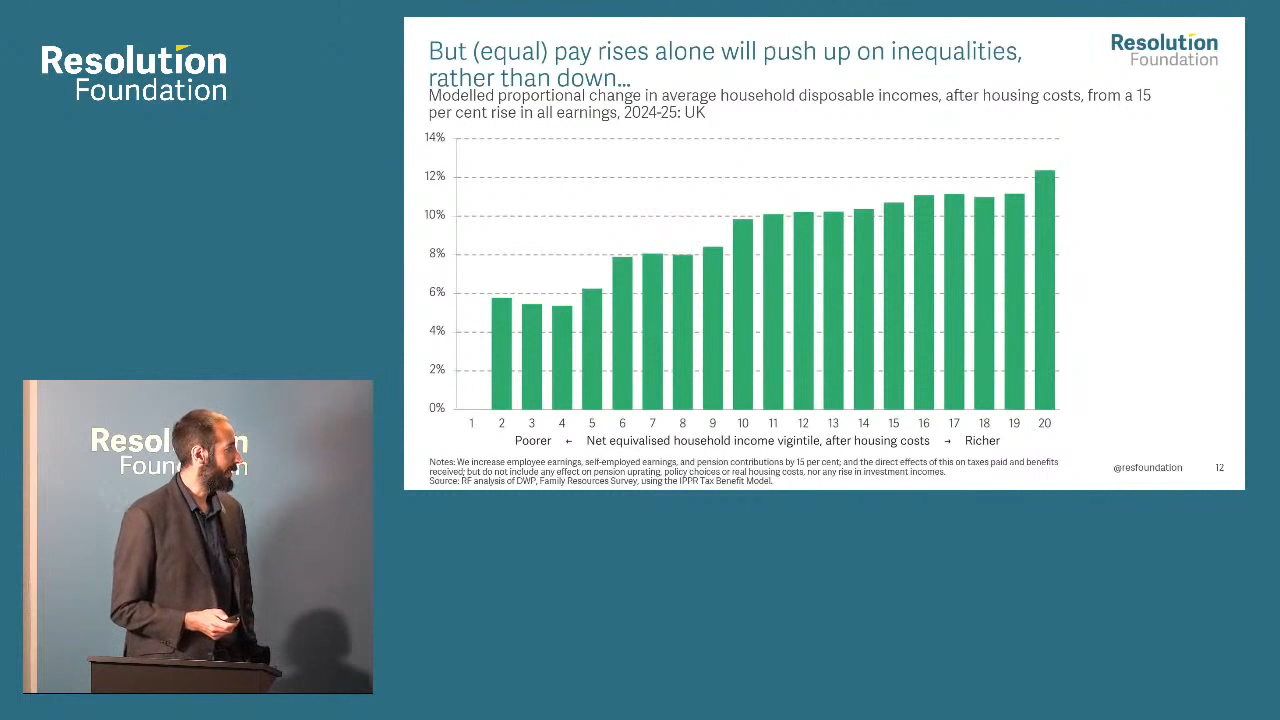 Resolution
Foundation
But (equal) pay rises alone will push up on inequalities,
rather than down…
Resolution
Foundation
Modelled proportional change in average household disposable incomes, after housing costs, from a 15
per cent rise in all earnings, 2024-25: UK
14%
12%
10%
8%
6%
4%
2%
0%
1 2 3 4 5 6 7 8 9 10 11 12 13 14 15 16 17 18 19 20
Poorer ← Net equivalised household income vigintile, after housing costs → Richer
Notes: We increase employee earnings, self-employed earnings, and pension contributions by 15 per cent; and the direct effects of this on taxes paid and benefits
received; but do not include any effect on pension uprating, policy choices or real housing costs, nor any rise in investment incomes.
Source: RF analysis of DWP, Family Resources Survey, using the IPPR Tax Benefit Model.
@resfoundation 12